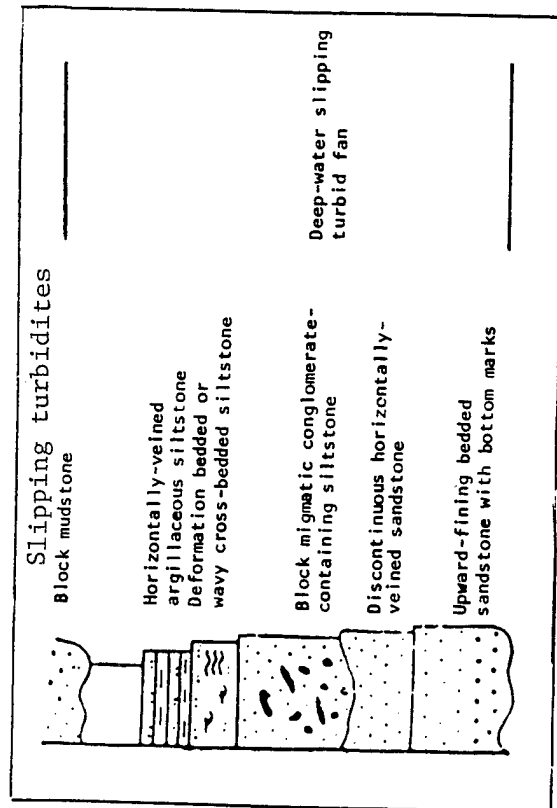 Slipping turbidites
Block mudstone
Horizontally-veined
argillaceous siltstone
Deformation bedded or
wavy cross-bedded siltstone
Block migmatic conglomerate-
containing siltstone
Discontinuous horizontally-
veined sandstone
Upward-fining bedded
sandstone with bottom marks
Deep-water slipping
turbid fan